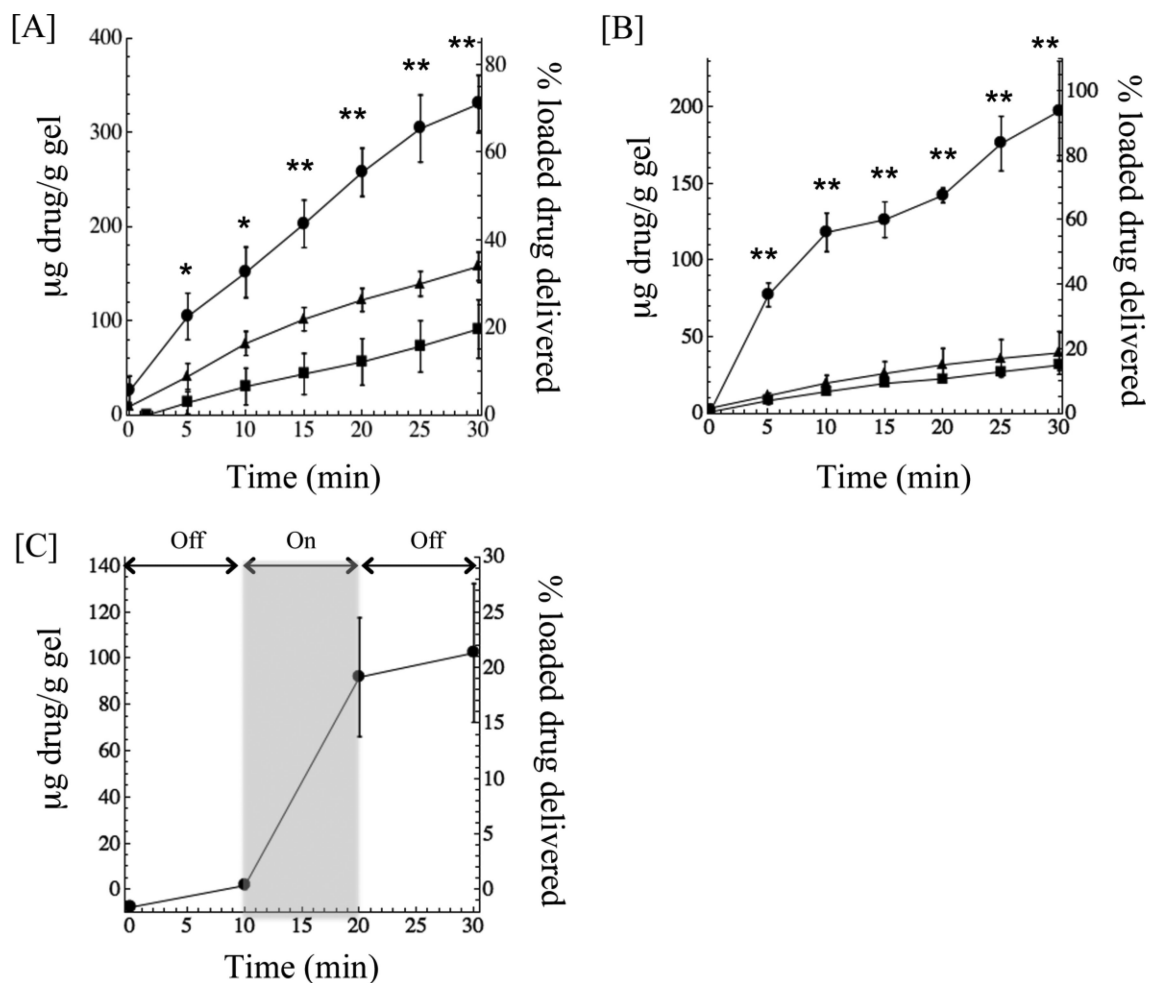 [A]
400
300
200
100
0
µg drug/g gel
* * ** ** ** ** **
80
60
40
20
0
% loaded drug delivered
0 5 10 15 20 25 30
Time (min)
[B]
200
150
100
50
0
µg drug/g gel
** ** ** ** ** **
100
80
60
40
20
0
% loaded drug delivered
0 5 10 15 20 25 30
Time (min)
[C]
Off On Off
140
120
100
80
60
40
20
0
µg drug/g gel
30
25
20
15
10
5
0
% loaded drug delivered
0 5 10 15 20 25 30
Time (min)